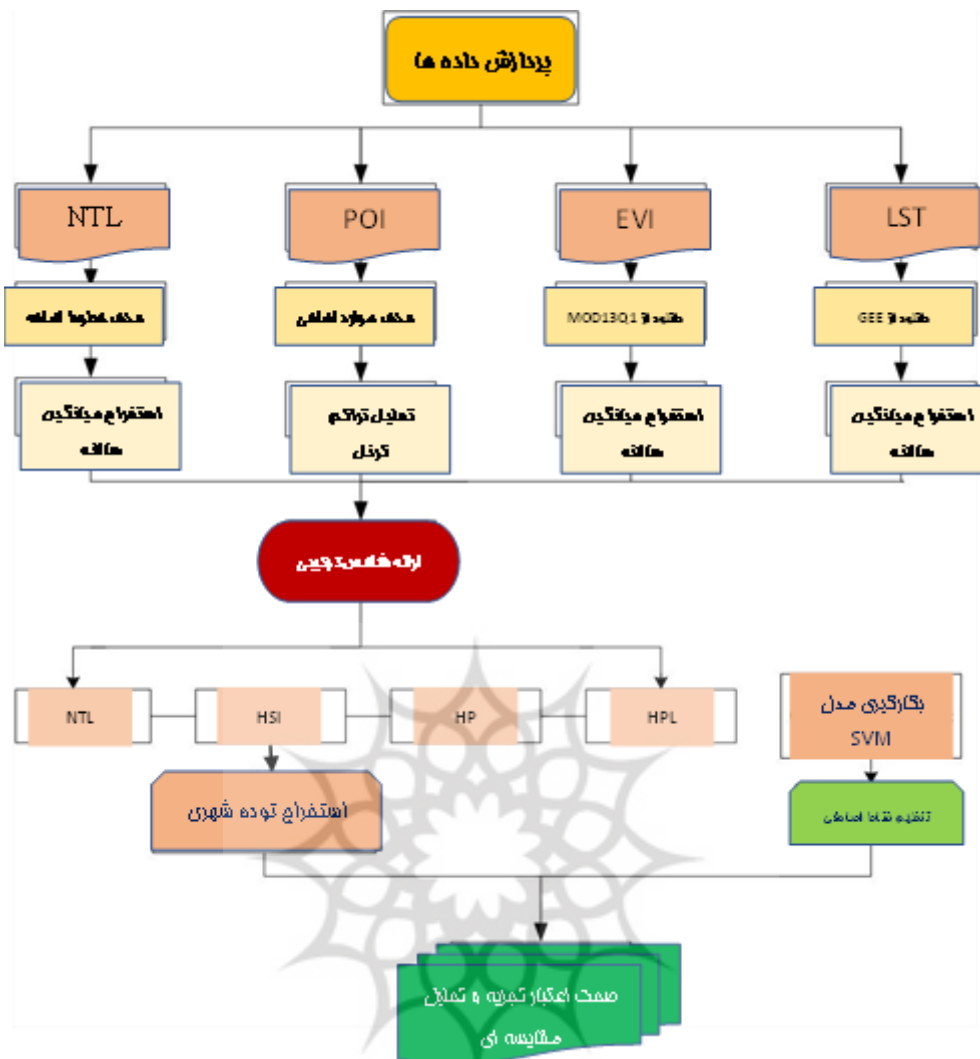 پردازش داده ها
NTL
POI
EVI
LST
حذف خطوط اضافه
حذف موارد اضافی
دانلود از MOD13Q1
دانلود از GEE
استخراج میانگین
سالانه
تحلیل تراکم
کرنل
استخراج میانگین
سالانه
استخراج میانگین
سالانه
ارائه شاخص ترکیبی
NTL
HSI
HP
HPL
بکارگیری مدل
SVM
استخراج توده شهری
تنظیم نقاط
صحت اعتبار تجزیه و تحلیل
مقایسه ای